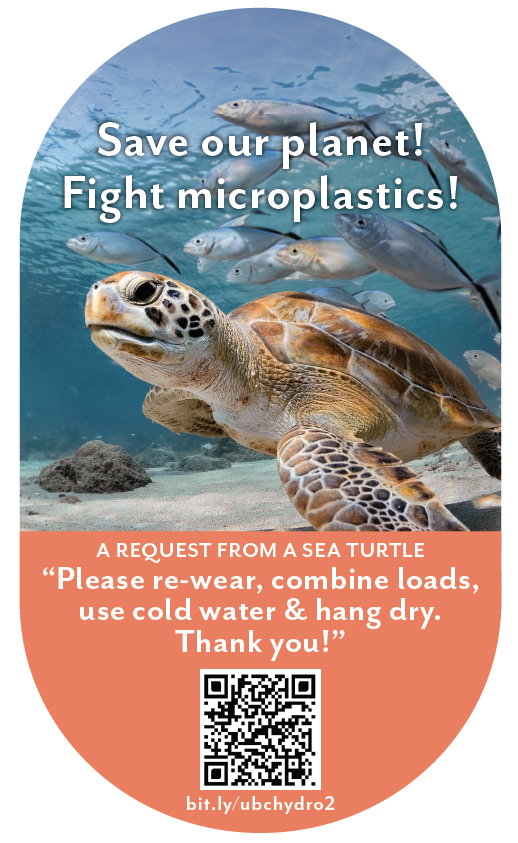 Save our planet!
Fight microplastics!
A REQUEST FROM A SEA TURTLE
“Please re-wear, combine loads,
use cold water & hang dry.
Thank you!”
bit.ly/ubchydro2